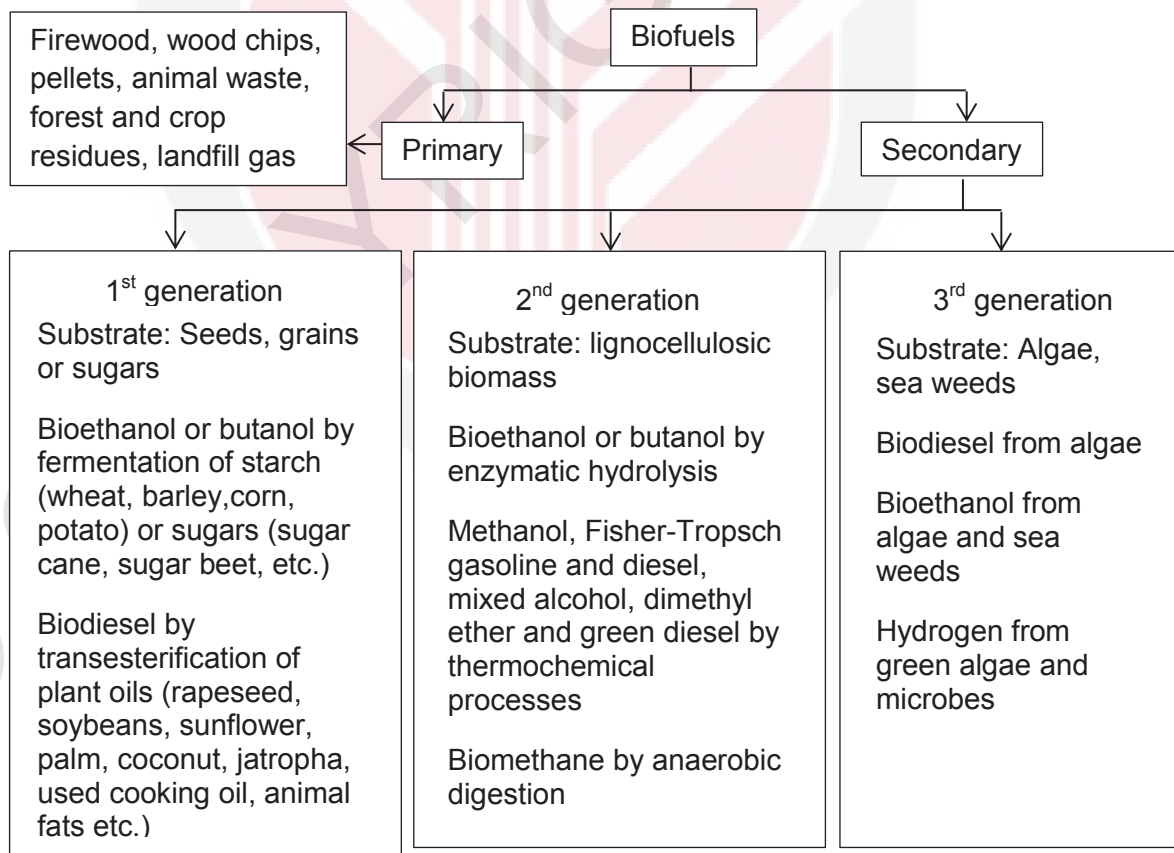 Biofuels
Firewood, wood chips,
pellets, animal waste,
forest and crop
residues, landfill gas
Primary
Secondary
1st generation
Substrate: Seeds, grains
or sugars
Bioethanol or butanol by
fermentation of starch
(wheat, barley,corn,
potato) or sugars (sugar
cane, sugar beet, etc.)
Biodiesel by
transesterification of
plant oils (rapeseed,
soybeans, sunflower,
palm, coconut, jatropha,
used cooking oil, animal
fats etc.)
2nd generation
Substrate: lignocellulosic
biomass
Bioethanol or butanol by
enzymatic hydrolysis
Methanol, Fisher-Tropsch
gasoline and diesel,
mixed alcohol, dimethyl
ether and green diesel by
thermochemical
processes
Biomethane by anaerobic
digestion
3rd generation
Substrate: Algae,
sea weeds
Biodiesel from algae
Bioethanol from
algae and sea
weeds
Hydrogen from
green algae and
microbes